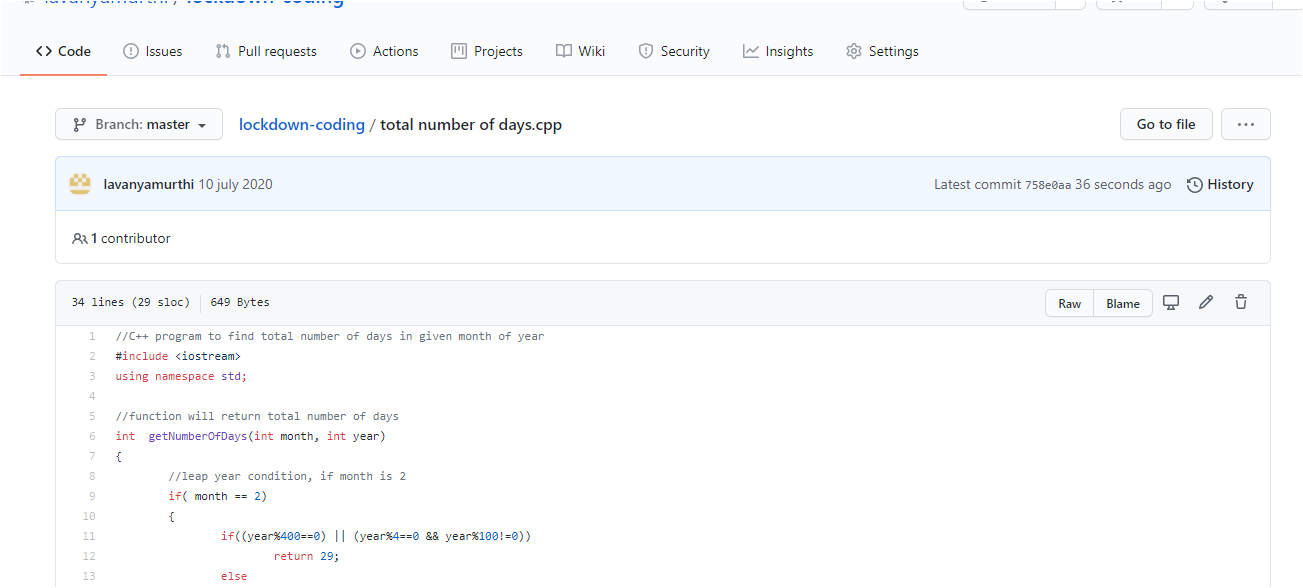 lavanyamurthi / lockdown-coding
Code Issues Pull requests Actions Projects Wiki Security Insights Settings
Branch: master lockdown-coding / total number of days.cpp Go to file ...
lavanyamurthi 10 july 2020 Latest commit 758e0aa 36 seconds ago History
1 contributor
34 lines (29 sloc) 649 Bytes Raw Blame
1 //C++ program to find total number of days in given month of year
2 #include <iostream>
3 using namespace std;
4
5 //function will return total number of days
6 int  getNumberOfDays(int month, int year)
7 {
8 //leap year condition, if month is 2
9 if( month == 2)
10 {
11 if((year%400==0) || (year%4==0 && year%100!=0))
12 return 29;
13 else